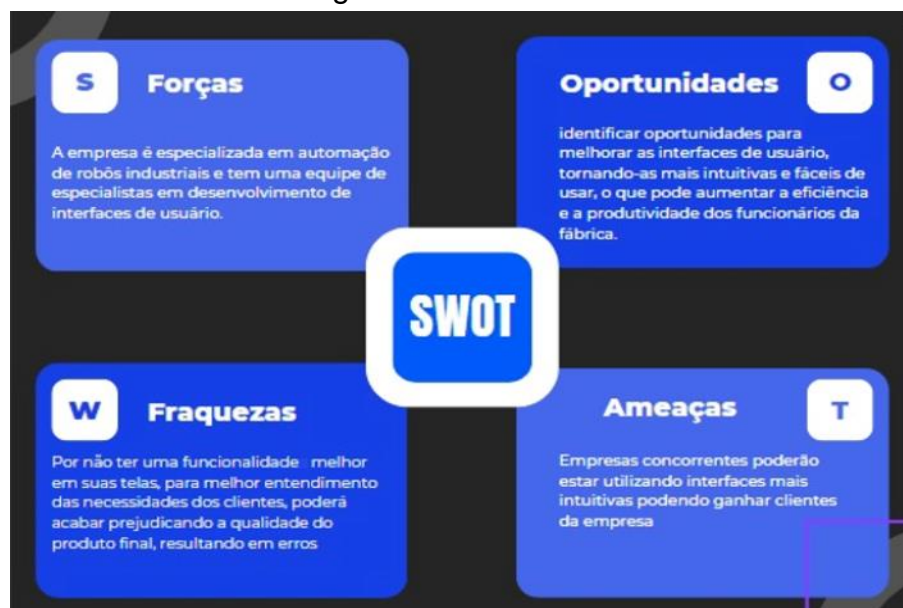 S
Forças
A empresa é especializada em automação
de robôs industriais e tem uma equipe de
especialistas em desenvolvimento de
interfaces de usuário.
Oportunidades
O
identificar oportunidades para
melhorar as interfaces de usuário,
tornando-as mais intuitivas e fáceis de
usar, o que pode aumentar a eficiência
e a produtividade dos funcionários da
fábrica.
SWOT
W
Fraquezas
Por não ter uma funcionalidade melhor
em suas telas, para melhor entendimento
das necessidades dos clientes, poderá
acabar prejudicando a qualidade do
produto final, resultando em erros
Ameaças
T
Empresas concorrentes poderão
estar utilizando interfaces mais
intuitivas podendo ganhar clientes
da empresa